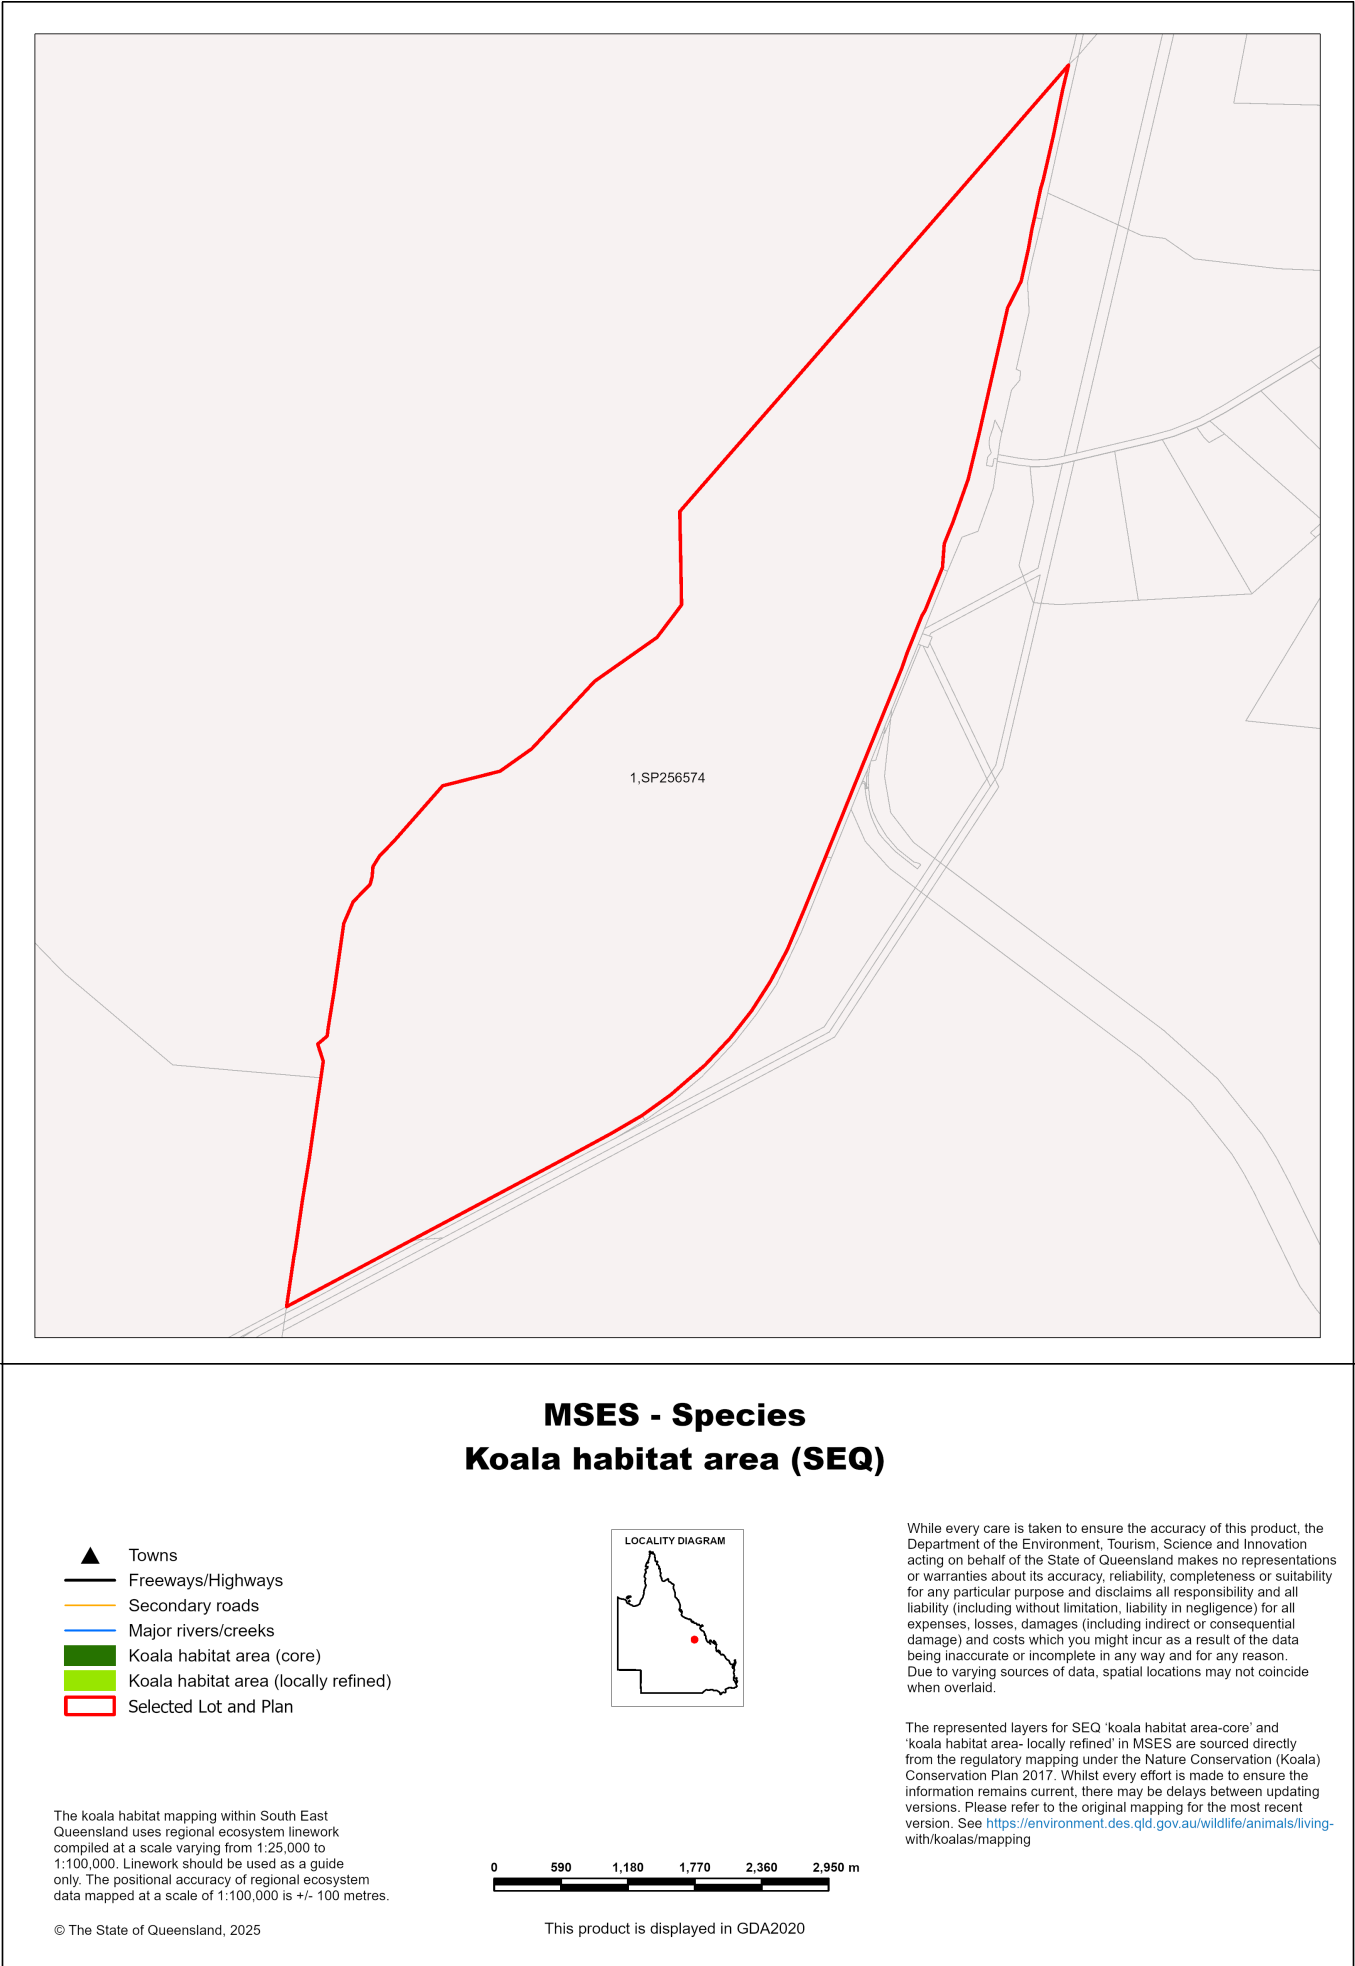 1,SP256574
MSES - Species
Koala habitat area (SEQ)
Towns
Freeways/Highways
Secondary roads
Major rivers/creeks
Koala habitat area (core)
Koala habitat area (locally refined)
Selected Lot and Plan
The koala habitat mapping within South East
Queensland uses regional ecosystem linework
compiled at a scale varying from 1:25,000 to
1:100,000. Linework should be used as a guide
only. The positional accuracy of regional ecosystem
data mapped at a scale of 1:100,000 is +/- 100 metres.
© The State of Queensland, 2025
LOCALITY DIAGRAM
0 590 1,180 1,770 2,360 2,950 m
This product is displayed in GDA2020
While every care is taken to ensure the accuracy of this product, the
Department of the Environment, Tourism, Science and Innovation
acting on behalf of the State of Queensland makes no representations
or warranties about its accuracy, reliability, completeness or suitability
for any particular purpose and disclaims all responsibility and all
liability (including without limitation, liability in negligence) for all
expenses, losses, damages (including indirect or consequential
damage) and costs which you might incur as a result of the data
being inaccurate or incomplete in any way and for any reason.
Due to varying sources of data, spatial locations may not coincide
when overlaid.
The represented layers for SEQ ‘koala habitat area-core’ and
‘koala habitat area- locally refined’ in MSES are sourced directly
from the regulatory mapping under the Nature Conservation (Koala)
Conservation Plan 2017. Whilst every effort is made to ensure the
information remains current, there may be delays between updating
versions. Please refer to the original mapping for the most recent
version. See https://environment.des.qld.gov.au/wildlife/animals/living-
with/koalas/mapping